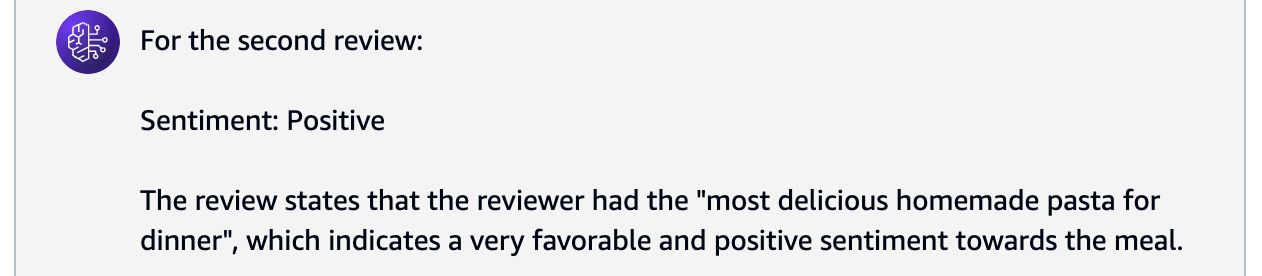 For the second review:
Sentiment: Positive
The review states that the reviewer had the "most delicious homemade pasta for
dinner", which indicates a very favorable and positive sentiment towards the meal.